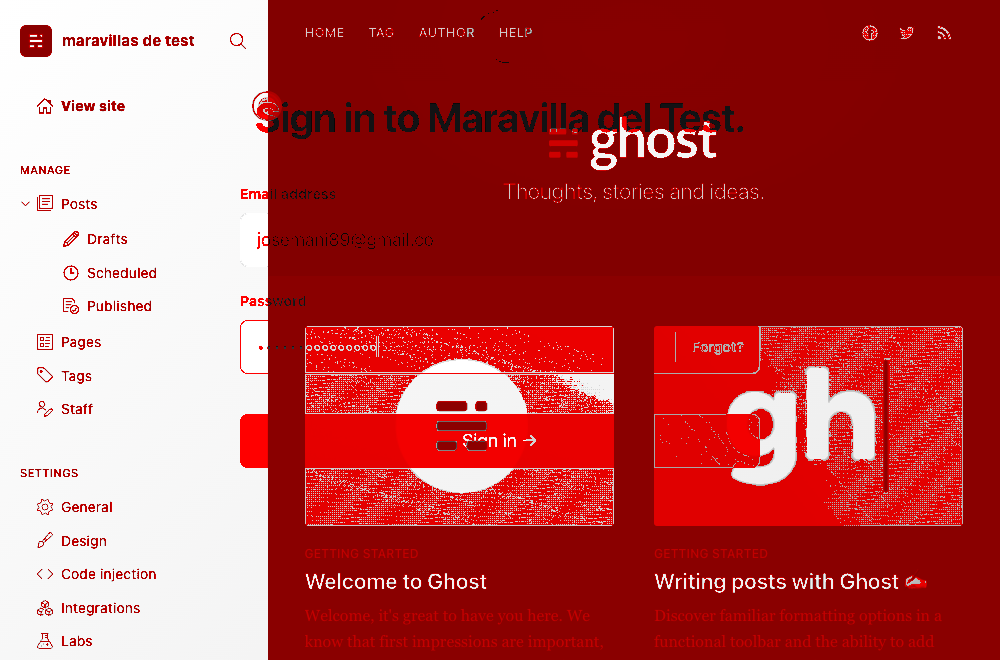 maravillas de test
HOME TAG AUTHOR HELP
View site
Sign in to Maravilla del Test.
ghost
Thoughts, stories and ideas.
MANAGE
Email address
Posts
Drafts
josemani89@gmail.co
Scheduled
Password
Published
Pages
Forgot?
Tags
Staff
Sign in →
gh
SETTINGS
General
Design
Code injection
Integrations
Labs
GETTING STARTED
Welcome to Ghost
Welcome, it's great to have you here. We
know that first impressions are important,
GETTING STARTED
Writing posts with Ghost ✍️
Discover familiar formatting options in a
functional toolbar and the ability to add